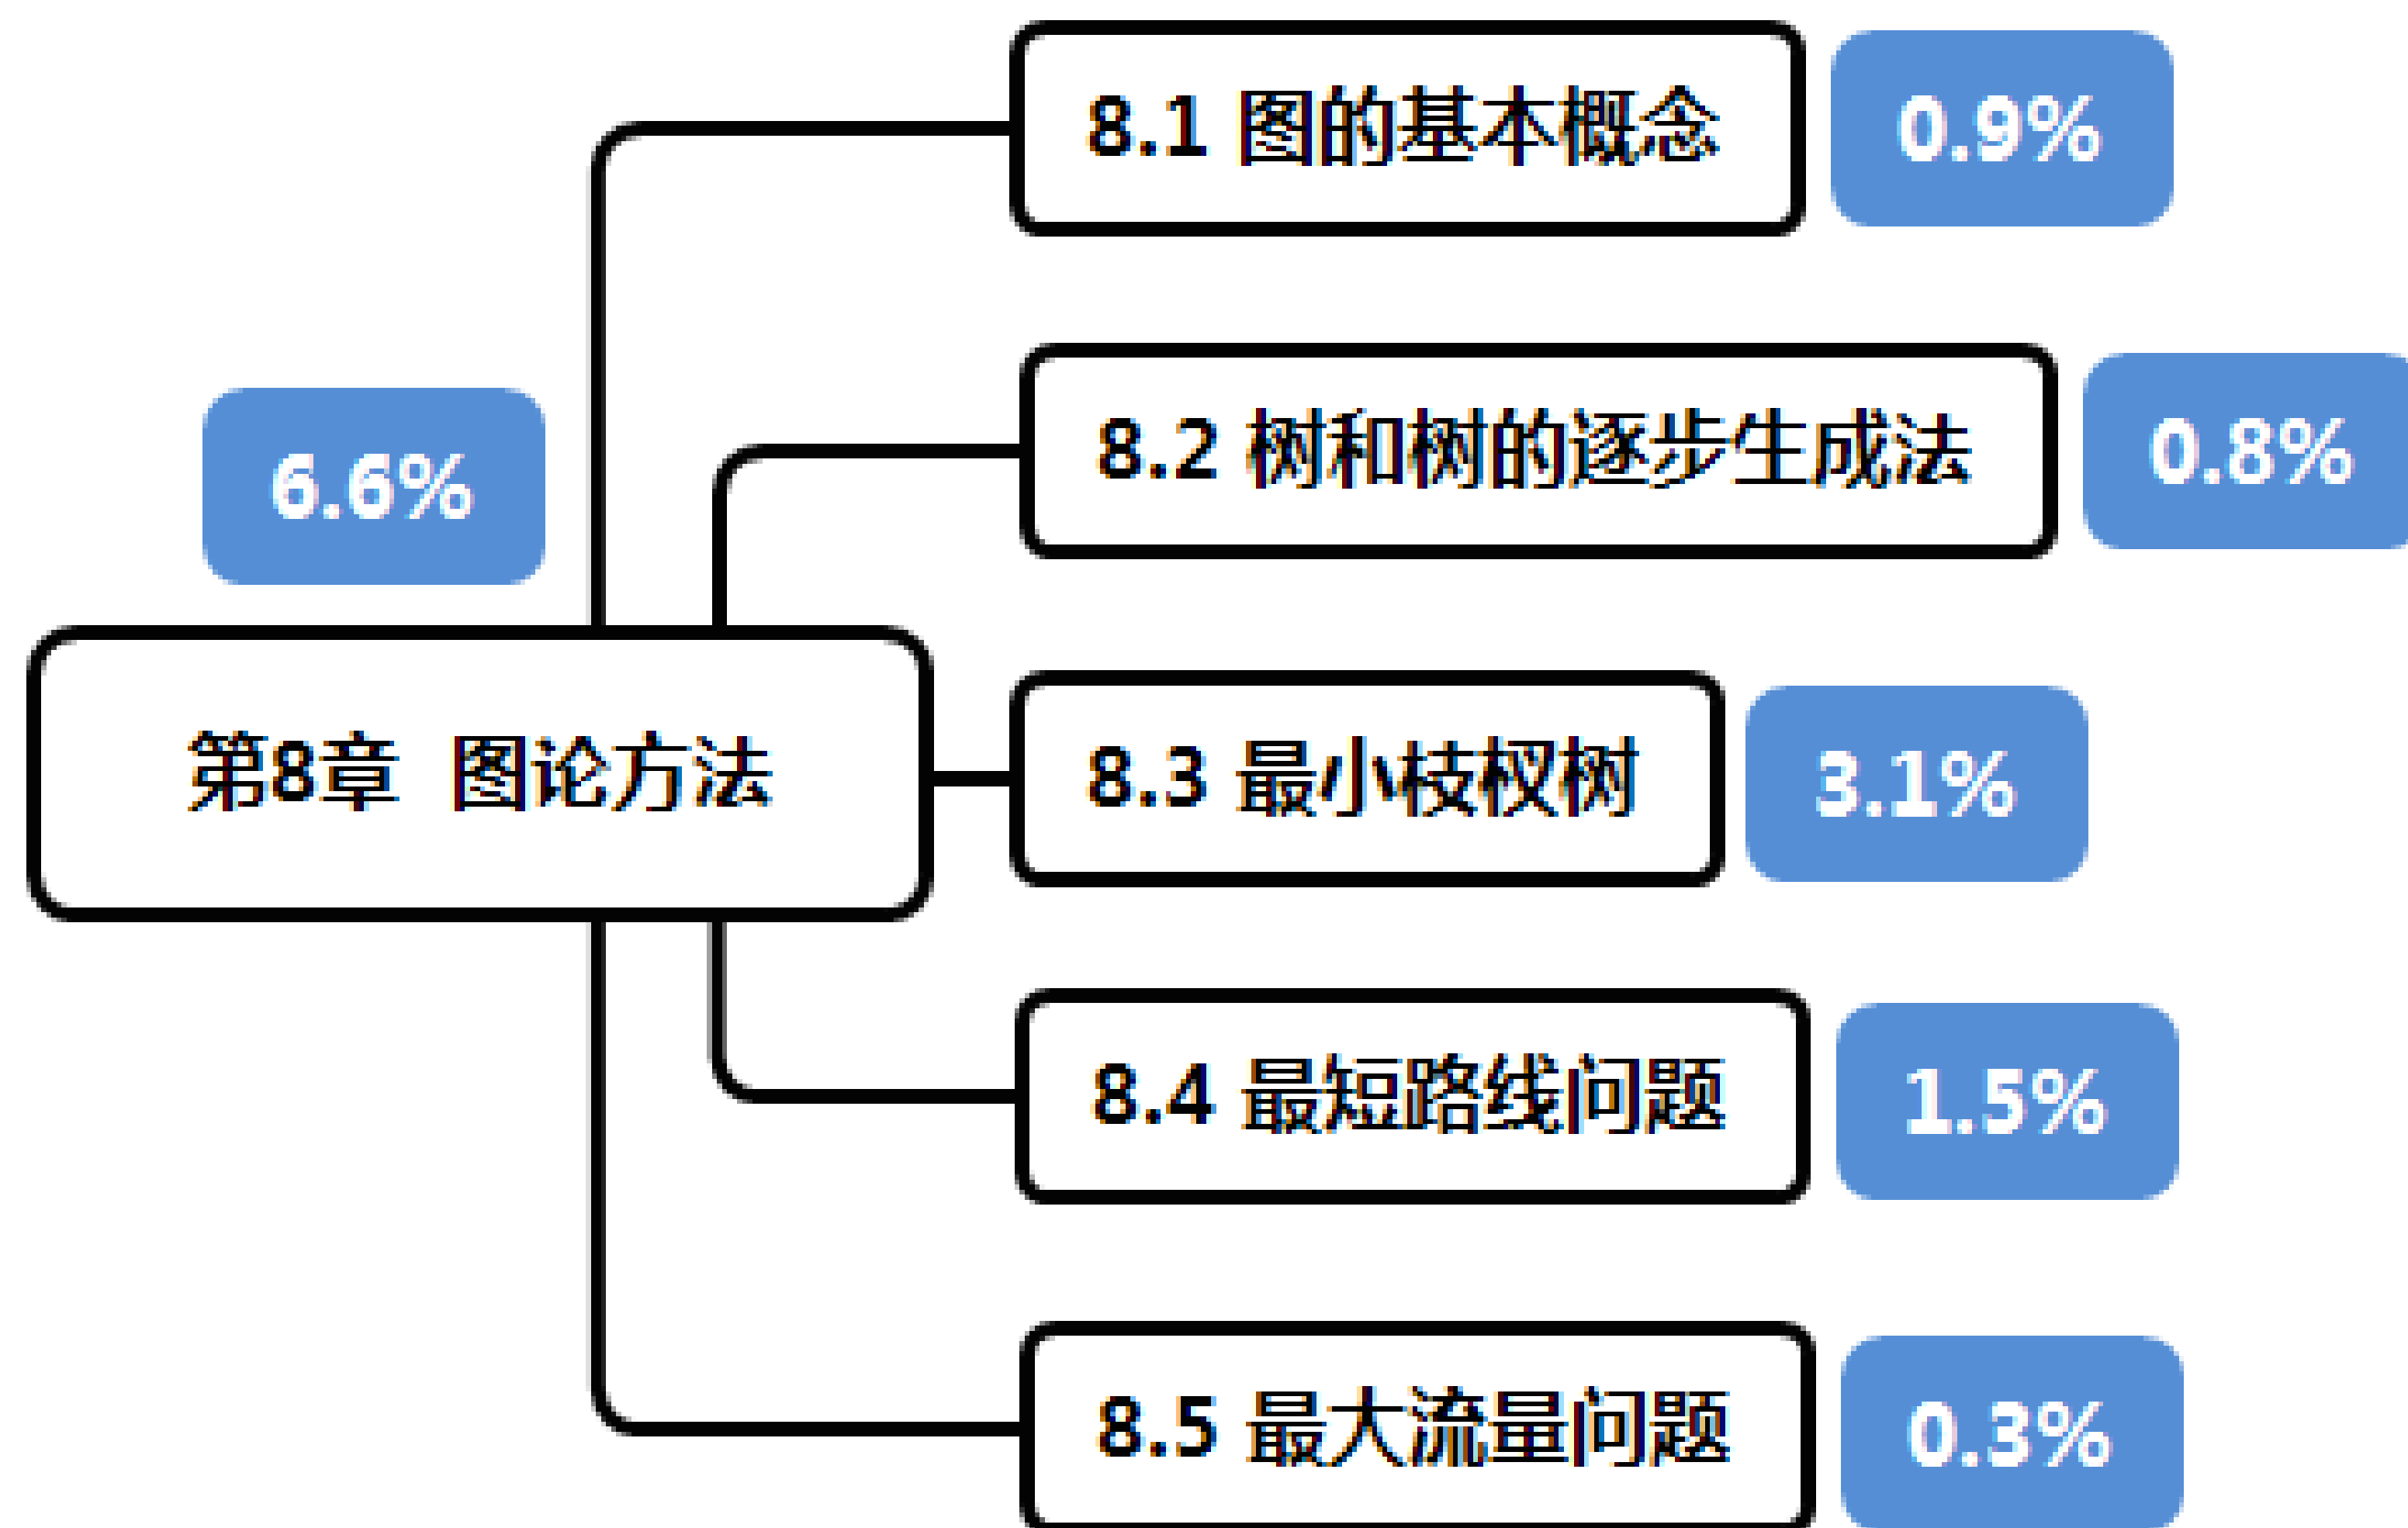 8.1 图的基本概念 0.9%
8.2 树和树的逐步生成法 0.8%
6.6%
第8章 图论方法
8.3 最小枝杈树 3.1%
8.4 最短路线问题 1.5%
8.5 最大流量问题 0.3%